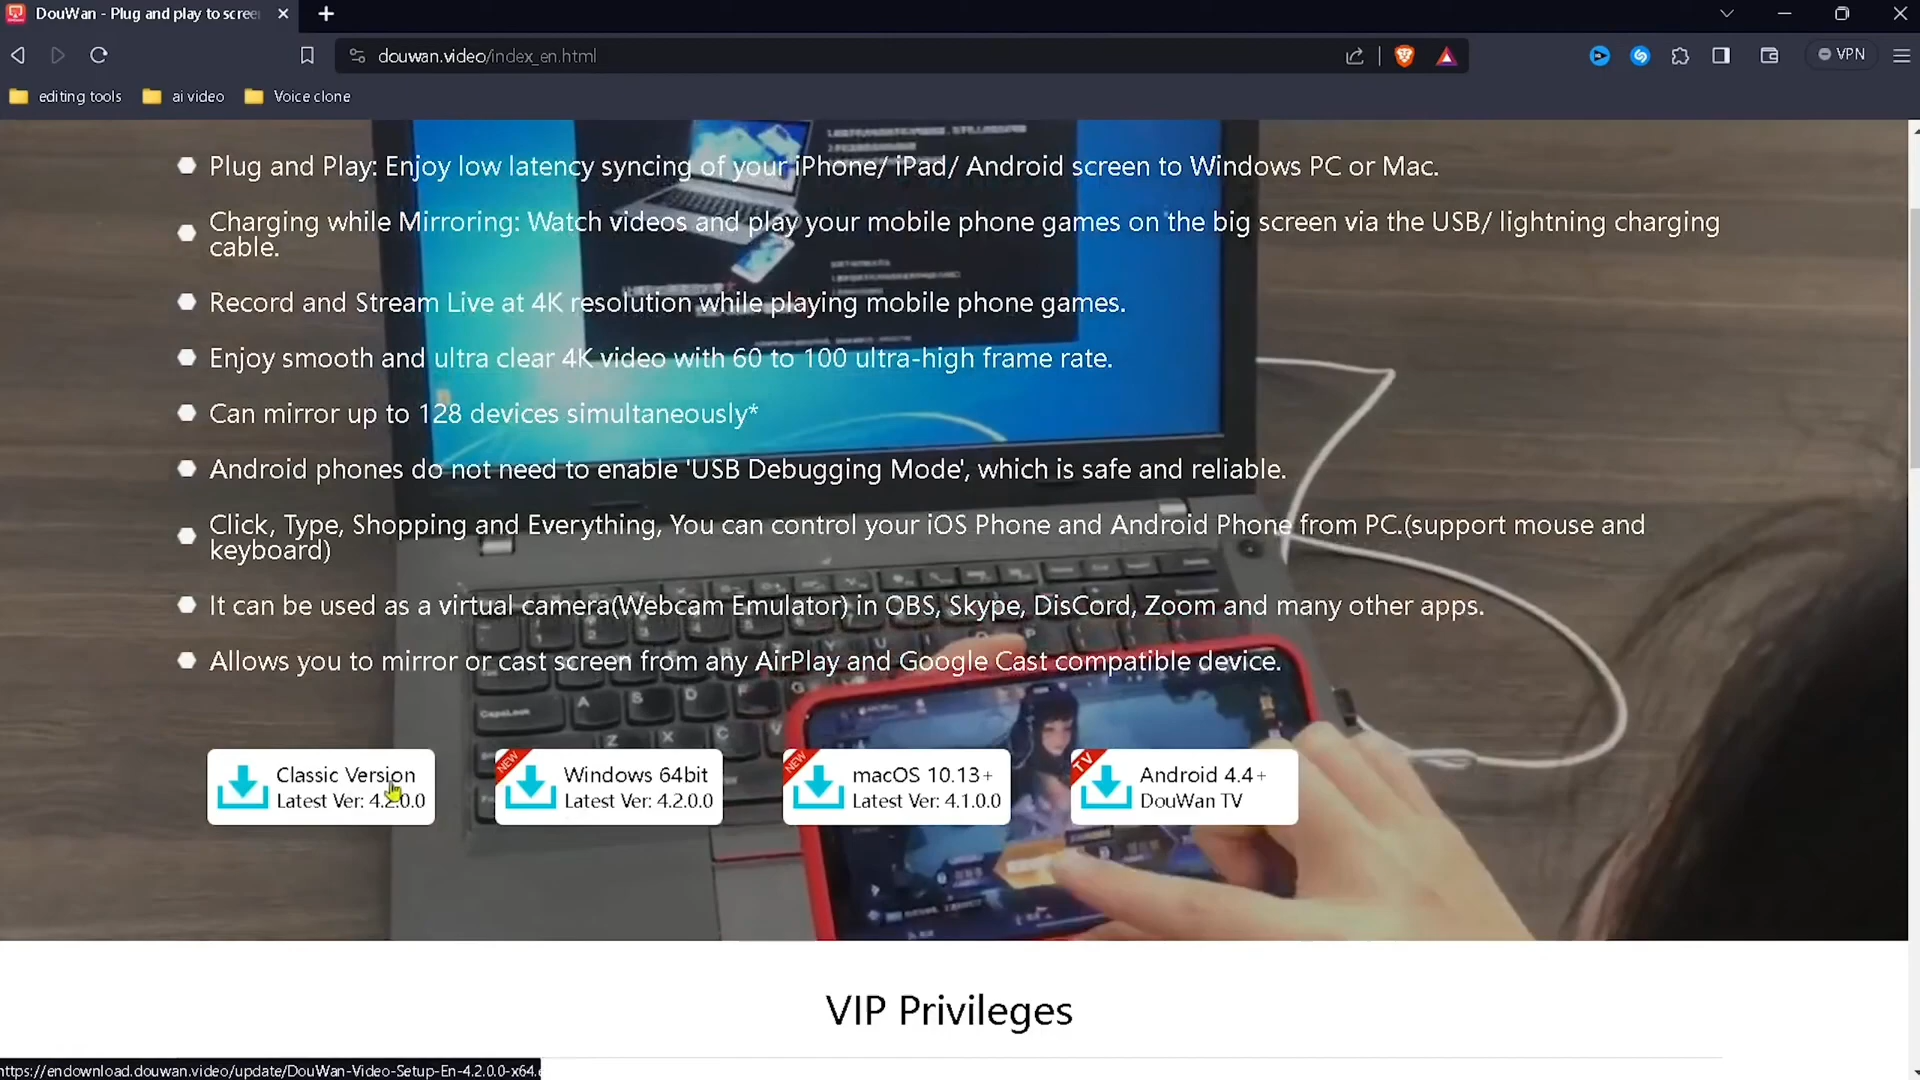 DouWan - Plug and play to scree
douwan.video/index_en.html
VPN
editing tools
ai video
Voice clone
Plug and Play: Enjoy low latency syncing of your iPhone/ iPad/ Android screen to Windows PC or Mac.
Charging while Mirroring: Watch videos and play your mobile phone games on the big screen via the USB/ lightning charging
cable.
Record and Stream Live at 4K resolution while playing mobile phone games.
Enjoy smooth and ultra clear 4K video with 60 to 100 ultra-high frame rate.
Can mirror up to 128 devices simultaneously*
Android phones do not need to enable 'USB Debugging Mode', which is safe and reliable.
Click, Type, Shopping and Everything, You can control your iOS Phone and Android Phone from PC.(support mouse and
keyboard)
It can be used as a virtual camera(Webcam Emulator) in OBS, Skype, DisCord, Zoom and many other apps.
Allows you to mirror or cast screen from any AirPlay and Google Cast compatible device.
Classic Version
Latest Ver: 4.2.0.0
NEW
Windows 64bit
Latest Ver: 4.2.0.0
NEW
macOS 10.13+
Latest Ver: 4.1.0.0
TV
Android 4.4+
DouWan TV
VIP Privileges
https://endownload.douwan.video/update/DouWan-Video-Setup-En-4.2.0.0-x64.e